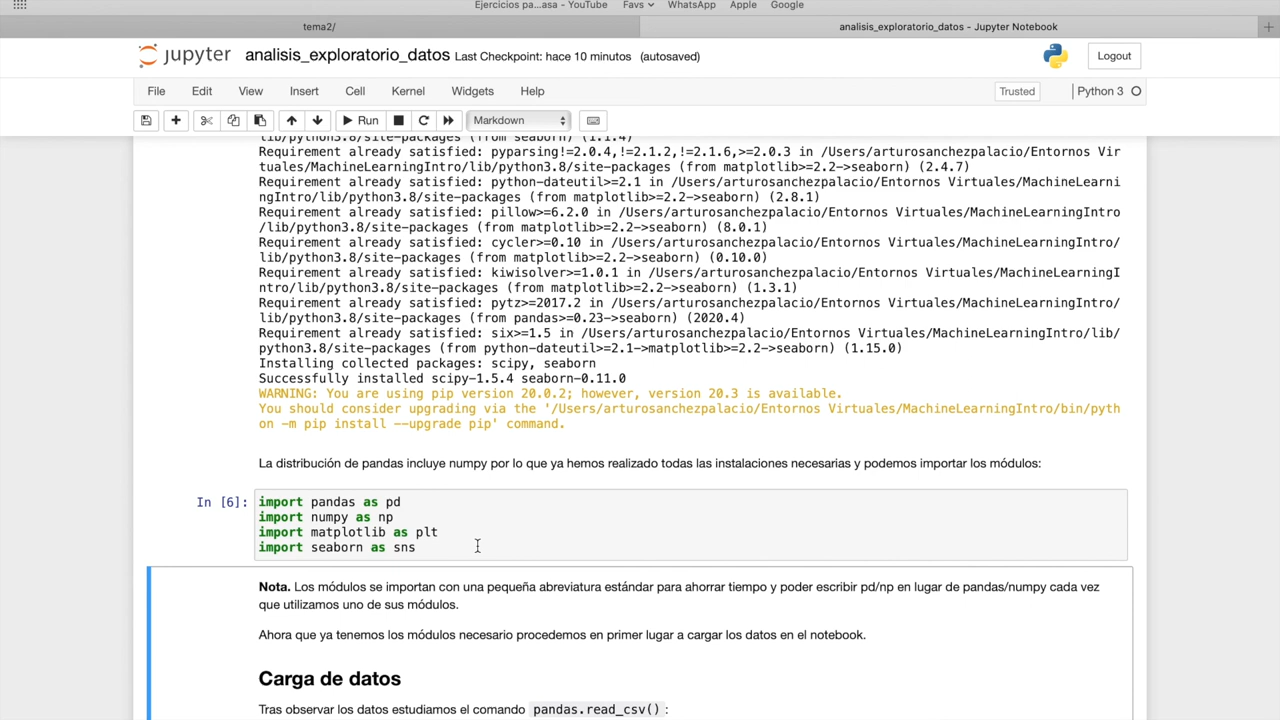 Ejercicios pa...asa - YouTube Favs WhatsApp Apple Google
tema2/ analisis_exploratorio_datos - Jupyter Notebook
jupyter analisis_exploratorio_datos Last Checkpoint: hace 10 minutos (autosaved) Logout
File Edit View Insert Cell Kernel Widgets Help Trusted Python 3
Run Markdown
lib/python3.8/site-packages (from seaborn) (1.1.4)
Requirement already satisfied: pyparsing!=2.0.4,!=2.1.2,!=2.1.6,>=2.0.3 in /Users/arturosanchezpalacio/Entornos Vir
tuales/MachineLearningIntro/lib/python3.8/site-packages (from matplotlib>=2.2->seaborn) (2.4.7)
Requirement already satisfied: python-dateutil>=2.1 in /Users/arturosanchezpalacio/Entornos Virtuales/MachineLearni
ngIntro/lib/python3.8/site-packages (from matplotlib>=2.2->seaborn) (2.8.1)
Requirement already satisfied: pillow>=6.2.0 in /Users/arturosanchezpalacio/Entornos Virtuales/MachineLearningIntro
/lib/python3.8/site-packages (from matplotlib>=2.2->seaborn) (8.0.1)
Requirement already satisfied: cycler>=0.10 in /Users/arturosanchezpalacio/Entornos Virtuales/MachineLearningIntro/
lib/python3.8/site-packages (from matplotlib>=2.2->seaborn) (0.10.0)
Requirement already satisfied: kiwisolver>=1.0.1 in /Users/arturosanchezpalacio/Entornos Virtuales/MachineLearningI
ntro/lib/python3.8/site-packages (from matplotlib>=2.2->seaborn) (1.3.1)
Requirement already satisfied: pytz>=2017.2 in /Users/arturosanchezpalacio/Entornos Virtuales/MachineLearningIntro/
lib/python3.8/site-packages (from pandas>=0.23->seaborn) (2020.4)
Requirement already satisfied: six>=1.5 in /Users/arturosanchezpalacio/Entornos Virtuales/MachineLearningIntro/lib/
python3.8/site-packages (from python-dateutil>=2.1->matplotlib>=2.2->seaborn) (1.15.0)
Installing collected packages: scipy, seaborn
Successfully installed scipy-1.5.4 seaborn-0.11.0
WARNING: You are using pip version 20.0.2; however, version 20.3 is available.
You should consider upgrading via the '/Users/arturosanchezpalacio/Entornos Virtuales/MachineLearningIntro/bin/pyth
on -m pip install --upgrade pip' command.
La distribución de pandas incluye numpy por lo que ya hemos realizado todas las instalaciones necesarias y podemos importar los módulos:
In [6]: import pandas as pd
import numpy as np
import matplotlib as plt
import seaborn as sns
Nota. Los módulos se importan con una pequeña abreviatura estándar para ahorrar tiempo y poder escribir pd/np en lugar de pandas/numpy cada vez
que utilizamos uno de sus módulos.
Ahora que ya tenemos los módulos necesario procedemos en primer lugar a cargar los datos en el notebook.
Carga de datos
Tras observar los datos estudiamos el comando pandas.read_csv() :